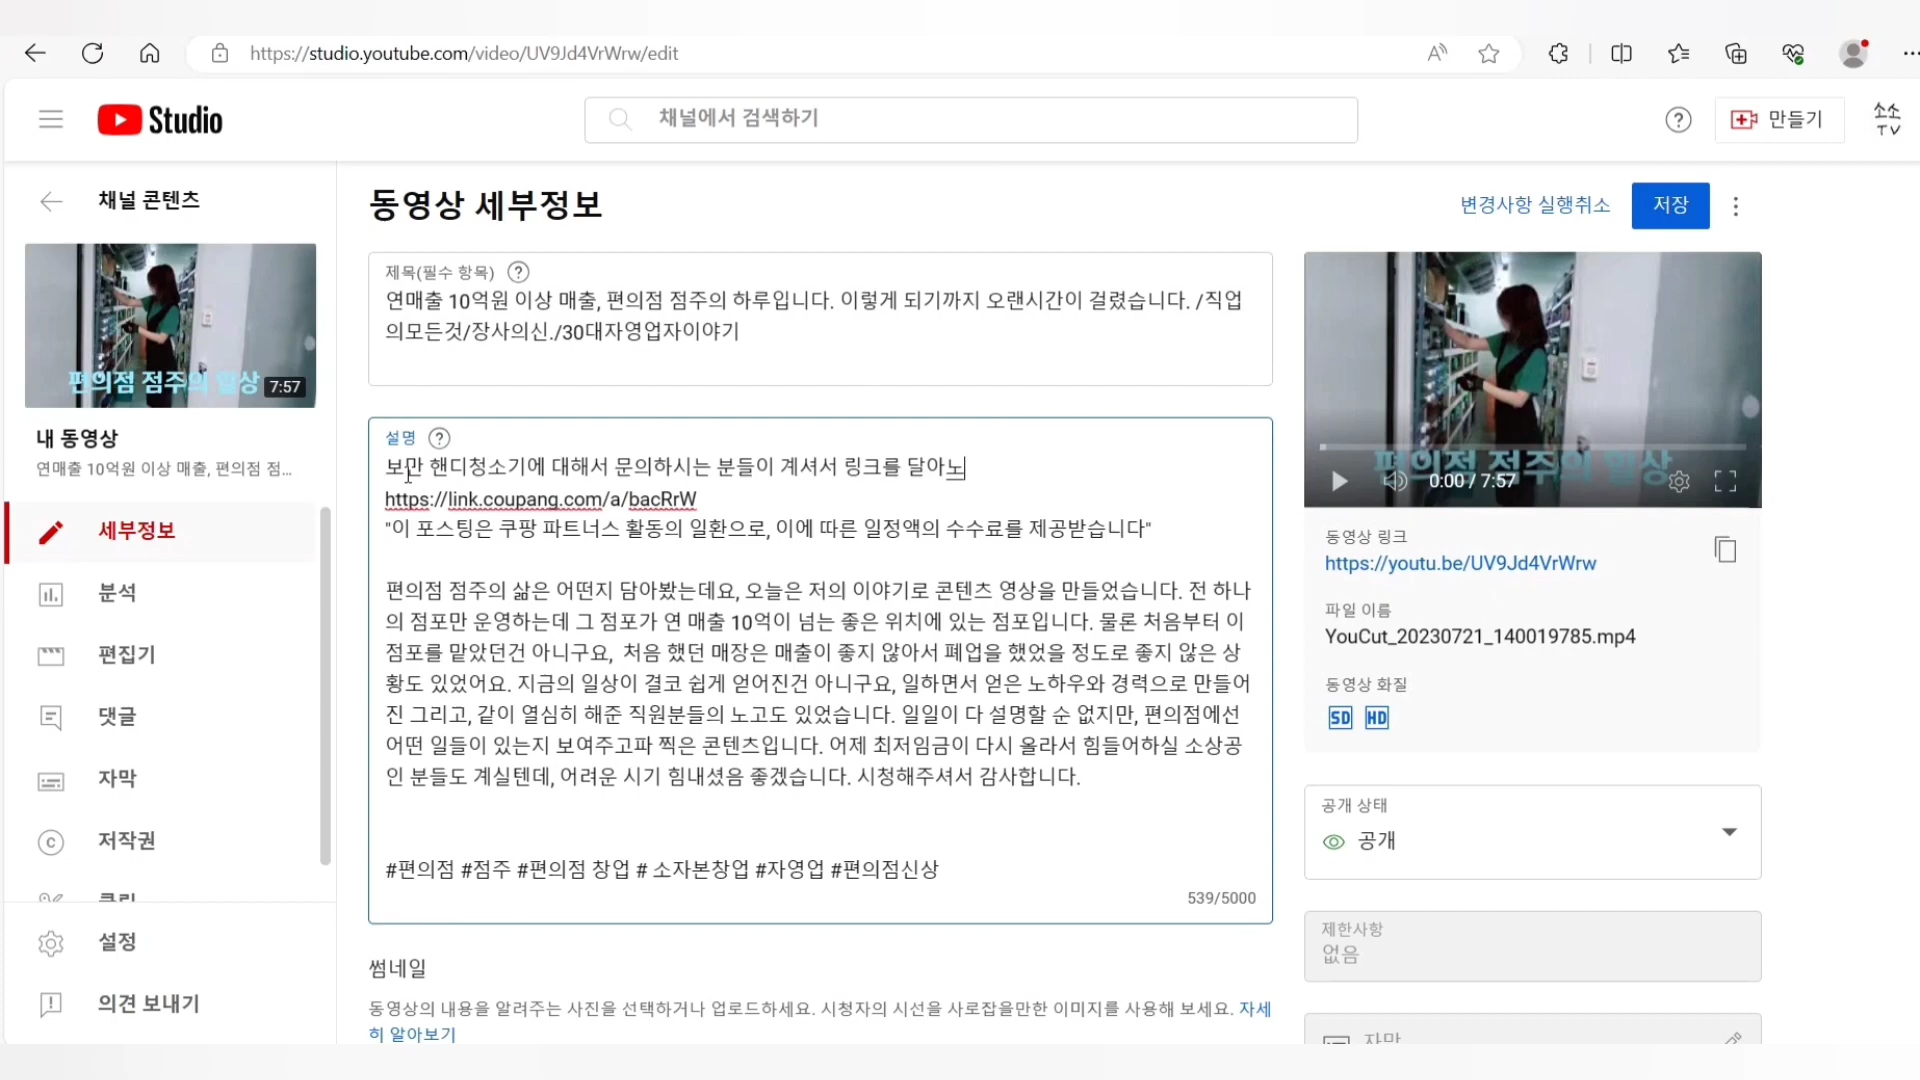 https://studio.youtube.com/video/UV9Jd4VrWrw/edit
Studio
채널에서 검색하기
만들기
소소
TV
채널 콘텐츠
동영상 세부정보
변경사항 실행취소
저장
편의점 점주의 일상
7:57
내 동영상
연매출 10억원 이상 매출, 편의점 점...
세부정보
분석
편집기
댓글
자막
저작권
설정
의견 보내기
제목(필수 항목)
연매출 10억원 이상 매출, 편의점 점주의 하루입니다. 이렇게 되기까지 오랜시간이 걸렸습니다. /직업
의모든것/장사의신./30대자영업자이야기
설명
보만 핸디청소기에 대해서 문의하시는 분들이 계셔서 링크를 달아노
https://link.coupang.com/a/bacRrW
"이 포스팅은 쿠팡 파트너스 활동의 일환으로, 이에 따른 일정액의 수수료를 제공받습니다"
편의점 점주의 삶은 어떤지 담아봤는데요, 오늘은 저의 이야기로 콘텐츠 영상을 만들었습니다. 전 하나
의 점포만 운영하는데 그 점포가 연 매출 10억이 넘는 좋은 위치에 있는 점포입니다. 물론 처음부터 이
점포를 맡았던건 아니구요,  처음 했던 매장은 매출이 좋지 않아서 폐업을 했었을 정도로 좋지 않은 상
황도 있었어요. 지금의 일상이 결코 쉽게 얻어진건 아니구요, 일하면서 얻은 노하우와 경력으로 만들어
진 그리고, 같이 열심히 해준 직원분들의 노고도 있었습니다. 일일이 다 설명할 순 없지만, 편의점에선
어떤 일들이 있는지 보여주고파 찍은 콘텐츠입니다. 어제 최저임금이 다시 올라서 힘들어하실 소상공
인 분들도 계실텐데, 어려운 시기 힘내셨음 좋겠습니다. 시청해주셔서 감사합니다.
#편의점 #점주 #편의점 창업 # 소자본창업 #자영업 #편의점신상
539/5000
썸네일
동영상의 내용을 알려주는 사진을 선택하거나 업로드하세요. 시청자의 시선을 사로잡을만한 이미지를 사용해 보세요. 자세
히 알아보기
편의점 점주의 일상
0:00 / 7:57
동영상 링크
https://youtu.be/UV9Jd4VrWrw
파일 이름
YouCut_20230721_140019785.mp4
동영상 화질
SD HD
공개 상태
공개
제한사항
없음
자막